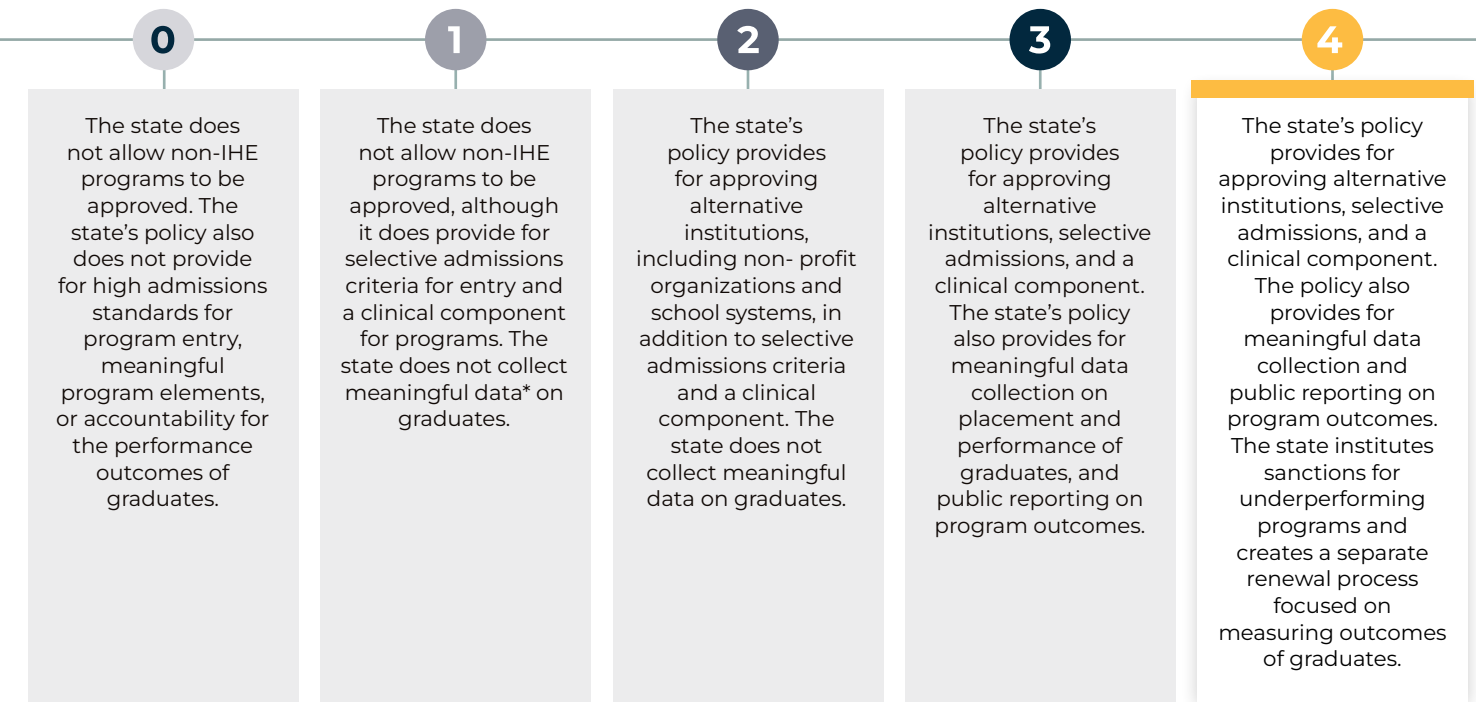 0
1
2
3
4
The state does
not allow non-IHE
programs to be
approved. The
state's policy also
does not provide
for high admissions
standards for
program entry,
meaningful
program elements,
or accountability for
the performance
outcomes of
graduates.
The state does
not allow non-IHE
programs to be
approved, although
it does provide for
selective admissions
criteria for entry and
a clinical component
for programs. The
state does not collect
meaningful data* on
graduates.
The state's
policy provides
for approving
alternative
institutions,
including non- profit
organizations and
school systems, in
addition to selective
admissions criteria
and a clinical
component. The
state does not
collect meaningful
data on graduates.
The state's
policy provides
for approving
alternative
institutions, selective
admissions, and a
clinical component.
The state's policy
also provides for
meaningful data
collection on
placement and
performance of
graduates, and
public reporting on
program outcomes.
The state's policy
provides for
approving alternative
institutions, selective
admissions, and a
clinical component.
The policy also
provides for
meaningful data
collection and
public reporting on
program outcomes.
The state institutes
sanctions for
underperforming
programs and
creates a separate
renewal process
focused on
measuring outcomes
of graduates.